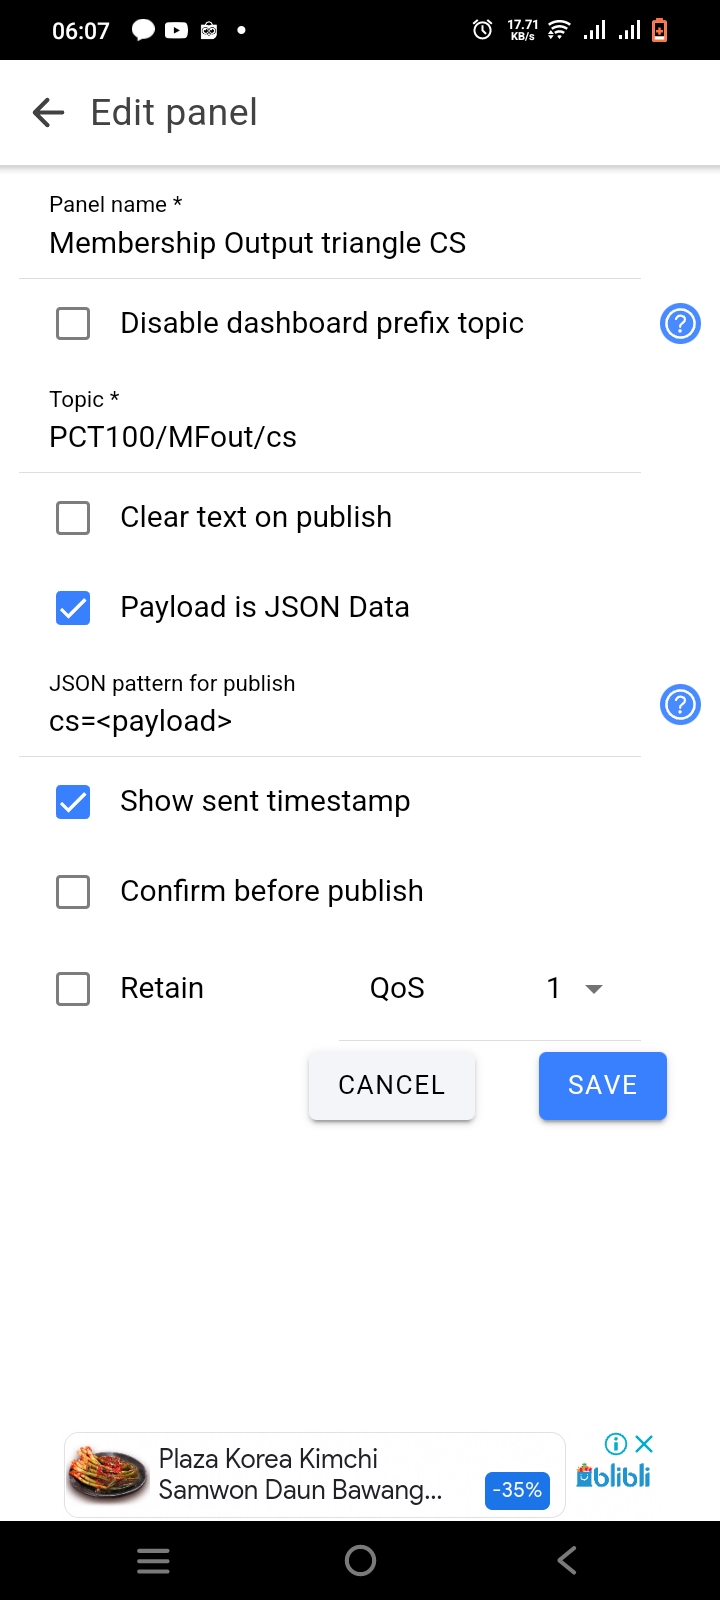 06:07
17.71
KB/s
Edit panel
Panel name *
Membership Output triangle CS
Disable dashboard prefix topic
?
Topic *
PCT100/MFout/cs
Clear text on publish
Payload is JSON Data
JSON pattern for publish
cs=<payload>
?
Show sent timestamp
Confirm before publish
Retain QoS 1
CANCEL SAVE
Plaza Korea Kimchi
Samwon Daun Bawang...
-35%
blibli